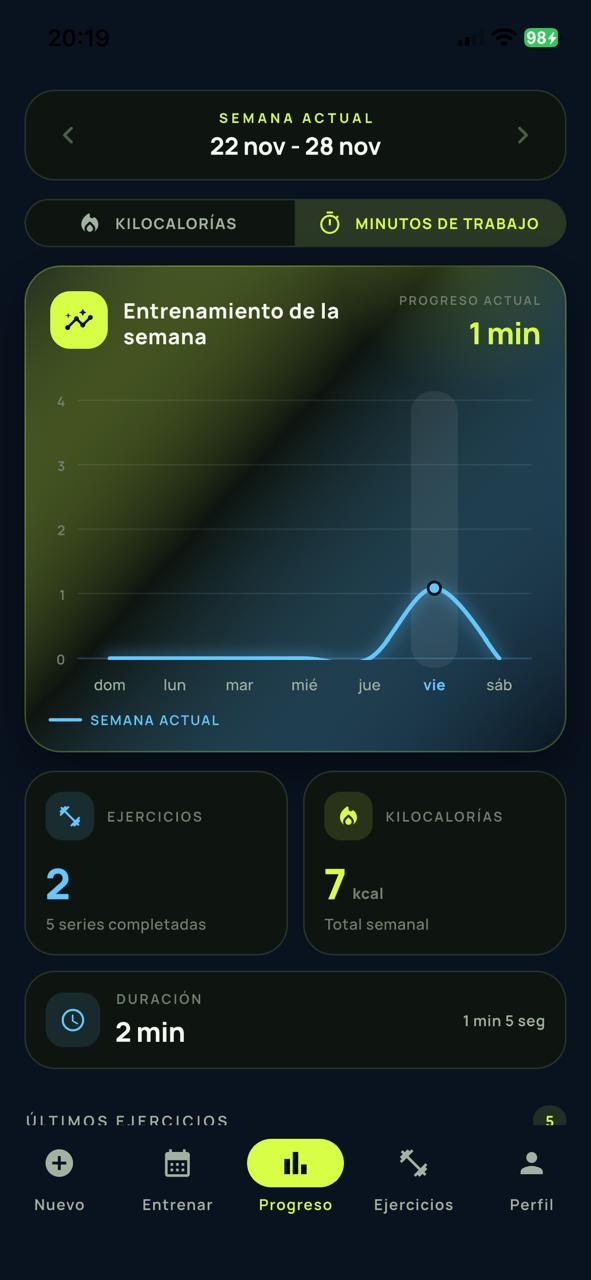 20:19
98
SEMANA ACTUAL
22 nov - 28 nov
KILOCALORÍAS
MINUTOS DE TRABAJO
Entrenamiento de la
semana
PROGRESO ACTUAL
1 min
4
3
2
1
0
dom lun mar mié jue vie sáb
SEMANA ACTUAL
EJERCICIOS
2
5 series completadas
KILOCALORÍAS
7 kcal
Total semanal
DURACIÓN
2 min
1 min 5 seg
ÚLTIMOS EJERCICIOS
5
Nuevo Entrenar Progreso Ejercicios Perfil